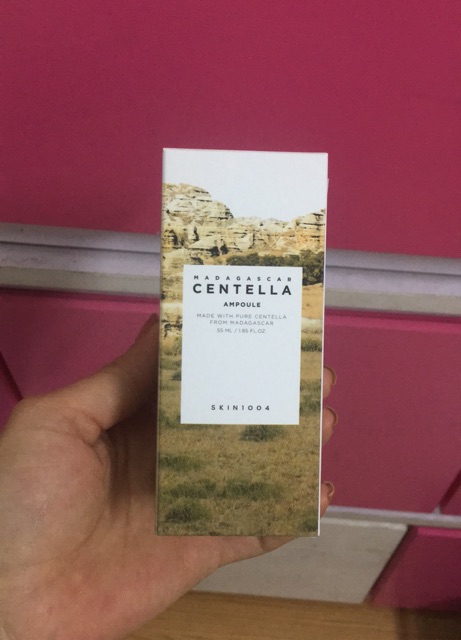 MADAGASCAR
CENTELLA
AMPOULE
MADE WITH PURE CENTELLA
FROM MADAGASCAR
55 ML / 1.85 FL.OZ
SKIN1004